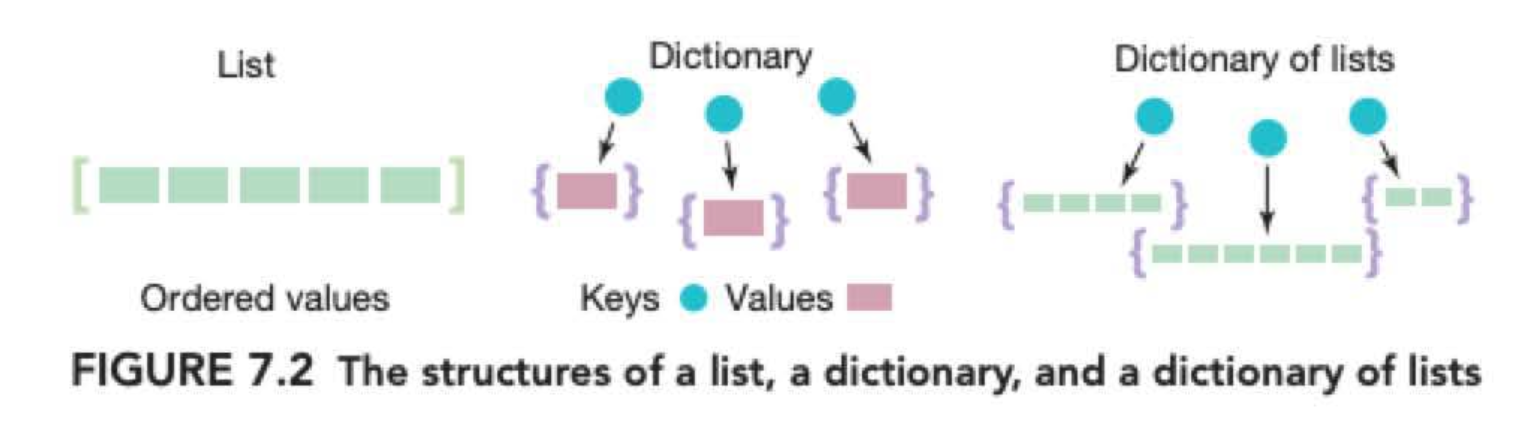 List
Dictionary
Dictionary of lists
[ ]
{ } { } { }
{ } { } { }
Ordered values
Keys Values
FIGURE 7.2 The structures of a list, a dictionary, and a dictionary of lists